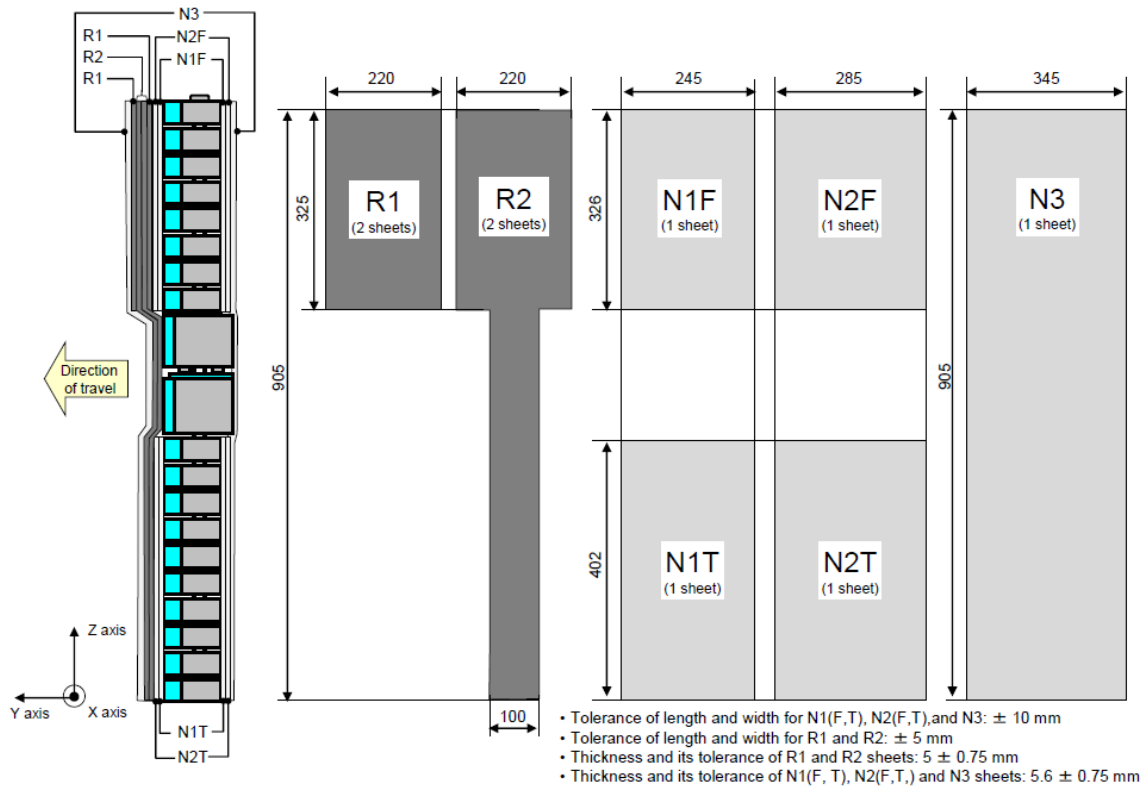 N3
R1
N2F
R2
N1F
R1
220
220
245
285
345
325
R1
(2 sheets)
R2
(2 sheets)
326
N1F
(1 sheet)
N2F
(1 sheet)
N3
(1 sheet)
Direction
of travel
905
905
402
N1T
(1 sheet)
N2T
(1 sheet)
Z axis
Y axis
X axis
100
N1T
N2T
• Tolerance of length and width for N1(F,T), N2(F,T),and N3: ± 10 mm
• Tolerance of length and width for R1 and R2: ± 5 mm
• Thickness and its tolerance of R1 and R2 sheets: 5 ± 0.75 mm
• Thickness and its tolerance of N1(F, T), N2(F,T,) and N3 sheets: 5.6 ± 0.75 mm